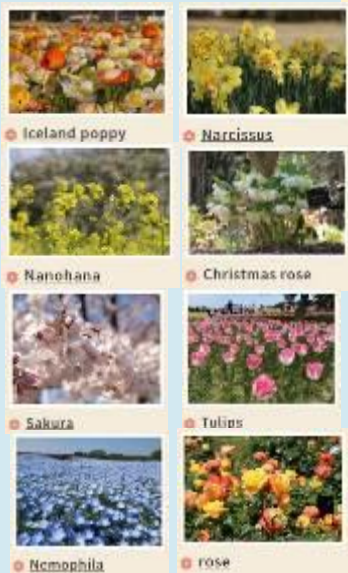 Iceland poppy
Narcissus
Nanohana
Christmas rose
Sakura
Tulips
Nemophila
rose